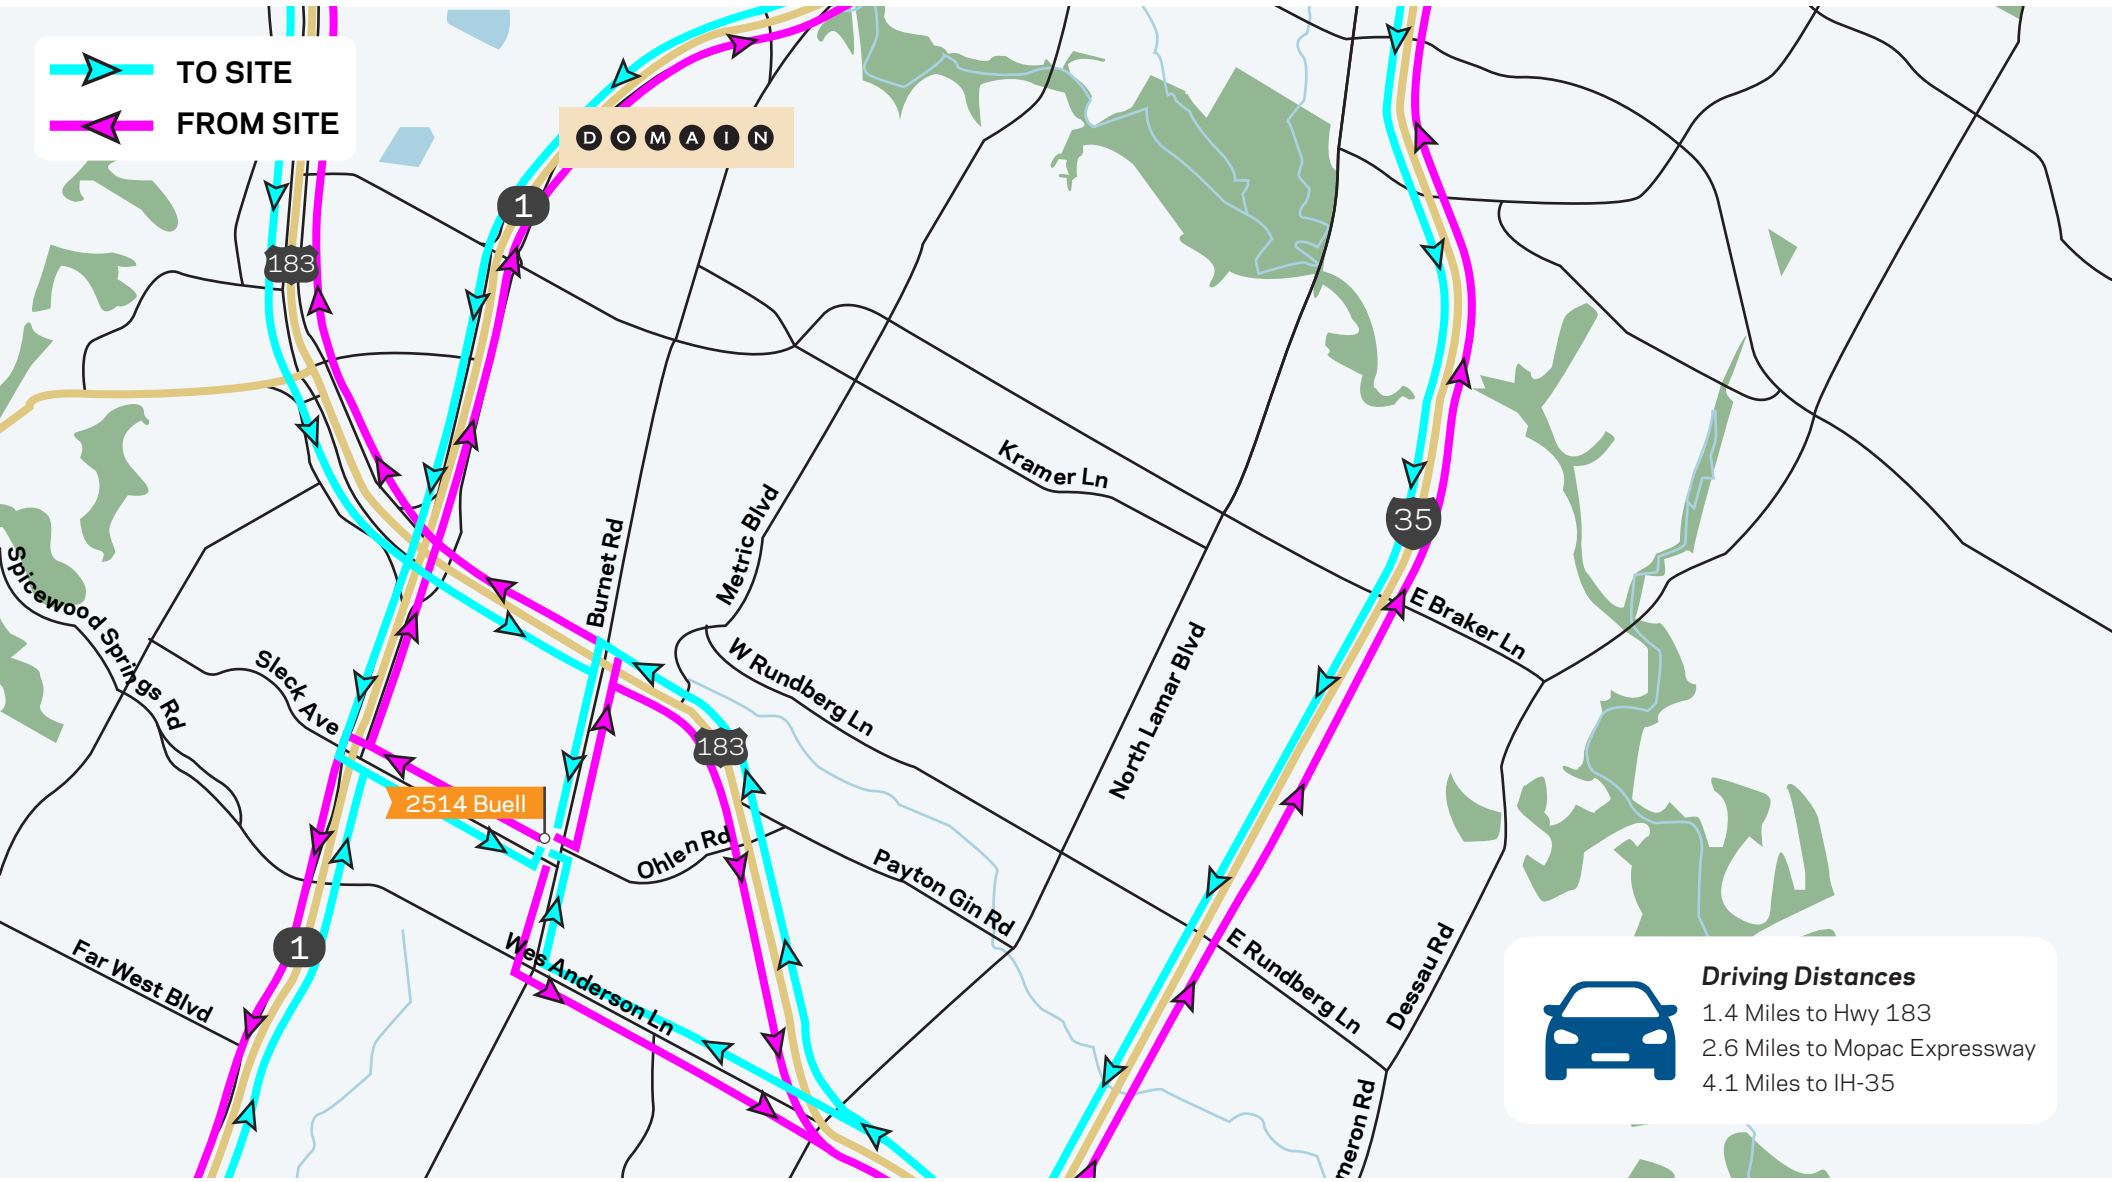 TO SITE
FROM SITE
DOMAIN
1
183
35
Kramer Ln
Metric Blvd
Burnet Rd
Spicewood Springs Rd
Sleck Ave
W Rundberg Ln
E Braker Ln
North Lamar Blvd
183
2514 Buell
Ohlen Rd
Payton Gin Rd
1
Far West Blvd
Wes Anderson Ln
E Rundberg Ln
Dessau Rd
meron Rd
Driving Distances
1.4 Miles to Hwy 183
2.6 Miles to Mopac Expressway
4.1 Miles to IH-35